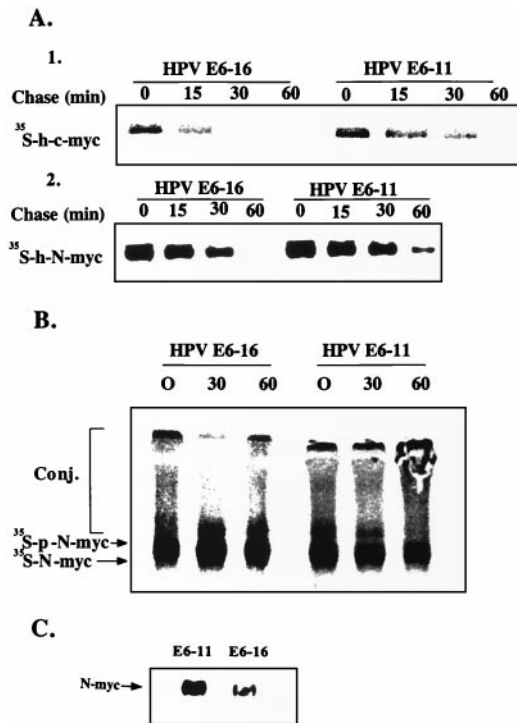 A.
1.
HPV E6-16 HPV E6-11
Chase (min) 0 15 30 60 0 15 30 60
35S-h-c-myc
2.
HPV E6-16 HPV E6-11
Chase (min) 0 15 30 60 0 15 30 60
35S-h-N-myc
B.
HPV E6-16 HPV E6-11
O 30 60 O 30 60
Conj.
35S-p-N-myc
35S-N-myc
C.
E6-11 E6-16
N-myc